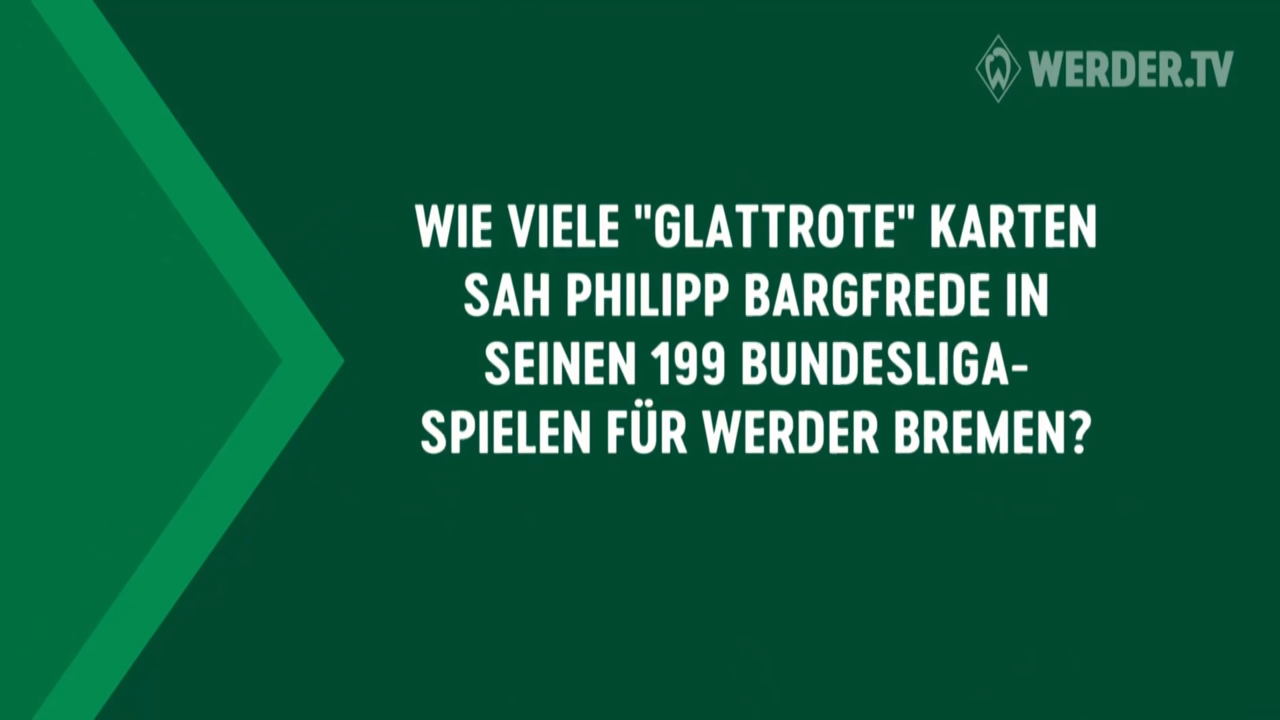 WERDER.TV
WIE VIELE "GLATTROTE" KARTEN
SAH PHILIPP BARGFREDE IN
SEINEN 199 BUNDESLIGA-
SPIELEN FÜR WERDER BREMEN?